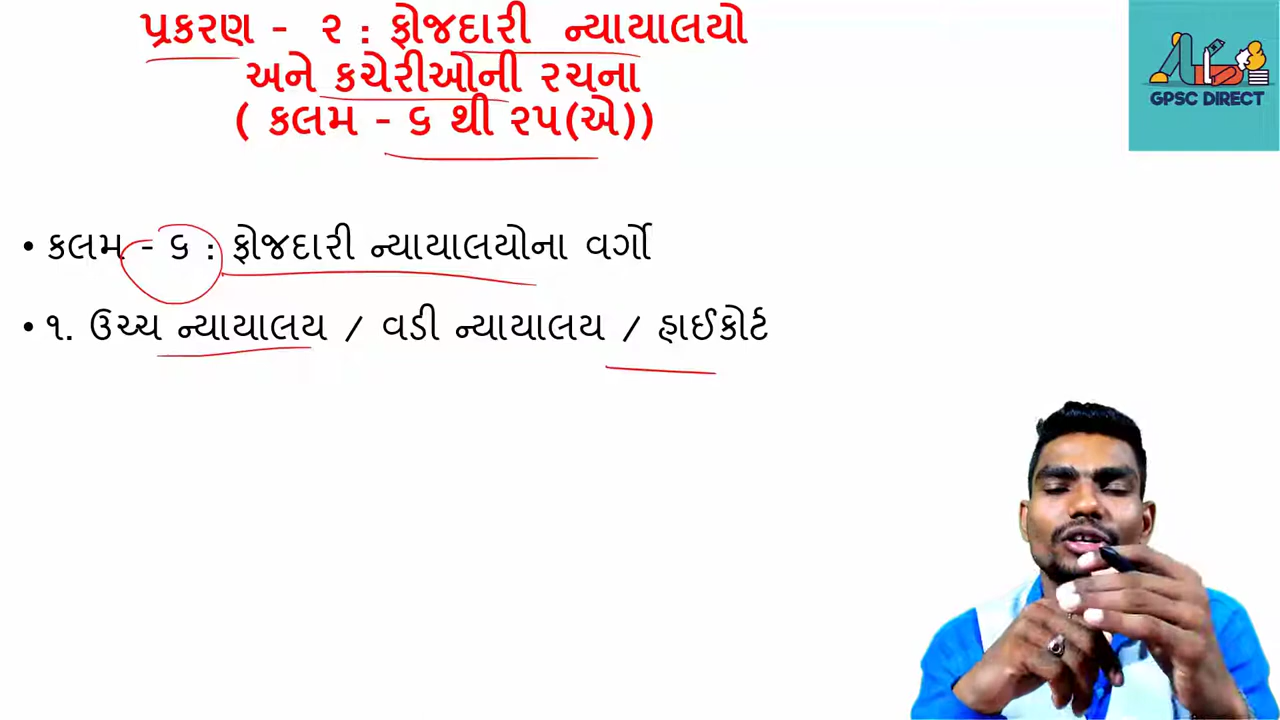 પ્રકરણ - ૨ : ફોજદારી ન્યાયાલયો
અને કચેરીઓની રચના
( કલમ - ૬ થી ૨૫(એ))
GPSC DIRECT
• કલમ - ૬ : ફોજદારી ન્યાયાલયોના વર્ગો
• ૧. ઉચ્ચ ન્યાયાલય / વડી ન્યાયાલય / હાઈકોર્ટ